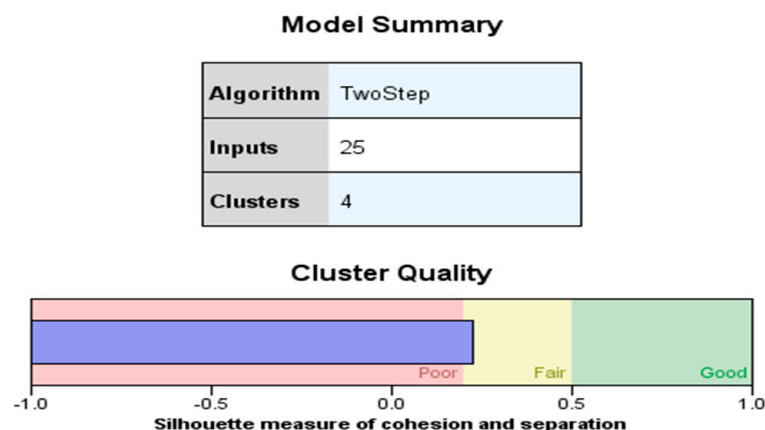 Model Summary
Algorithm TwoStep
Inputs 25
Clusters 4
Cluster Quality
Poor Fair Good
-1.0 -0.5 0.0 0.5 1.0
Silhouette measure of cohesion and separation